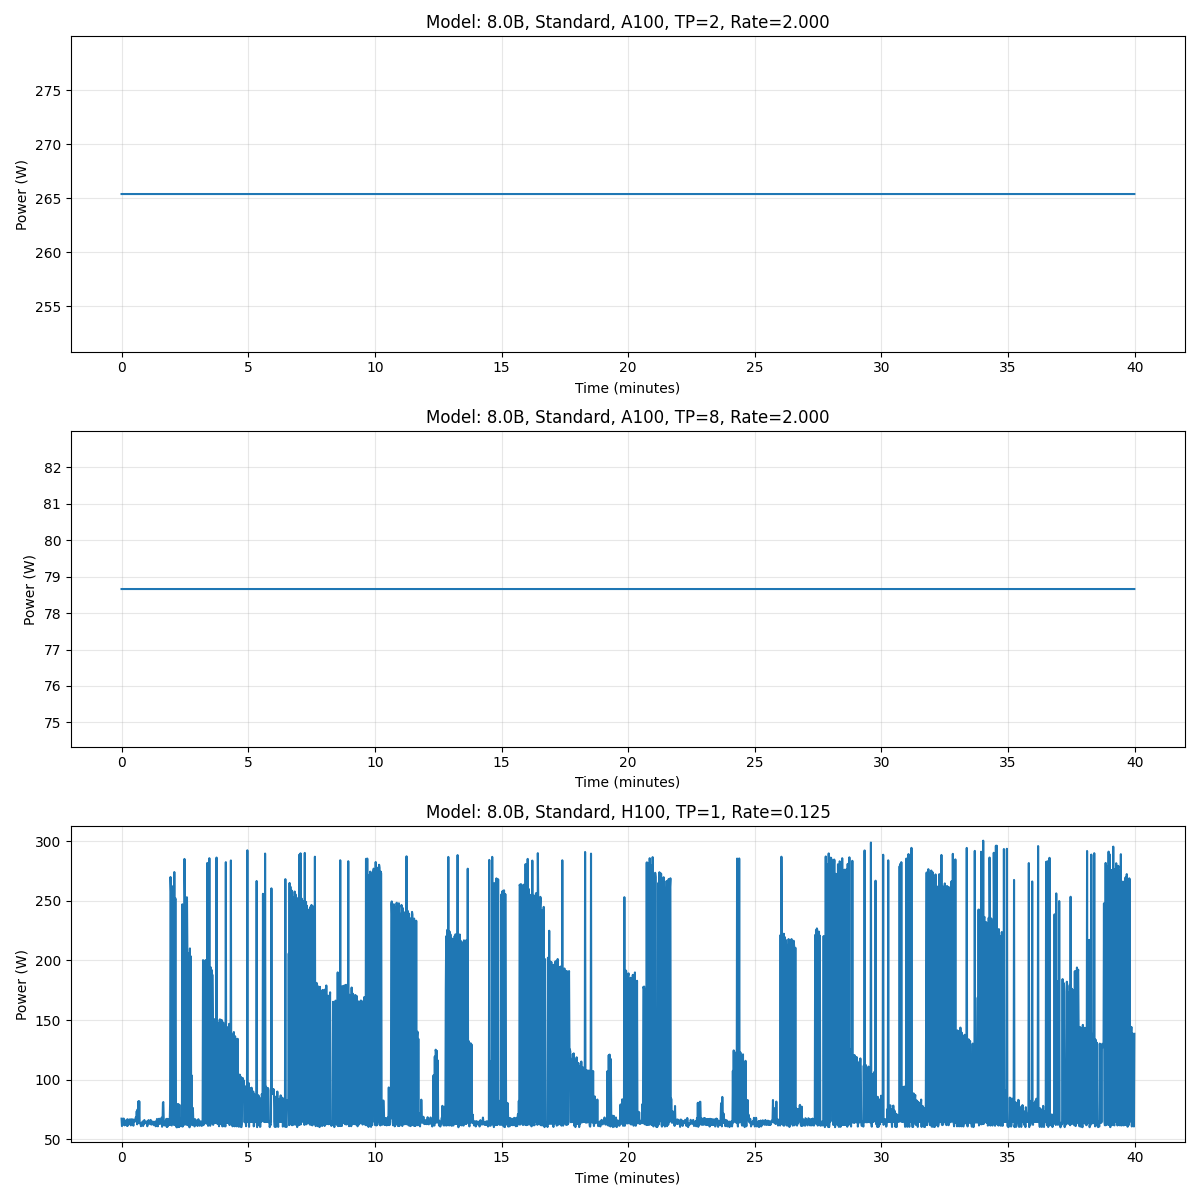 Model: 8.0B, Standard, A100, TP=2, Rate=2.000
275
270
265
260
255
Power (W)
0 5 10 15 20 25 30 35 40
Time (minutes)
Model: 8.0B, Standard, A100, TP=8, Rate=2.000
82
81
80
79
78
77
76
75
Power (W)
0 5 10 15 20 25 30 35 40
Time (minutes)
Model: 8.0B, Standard, H100, TP=1, Rate=0.125
300
250
200
150
100
50
Power (W)
0 5 10 15 20 25 30 35 40
Time (minutes)